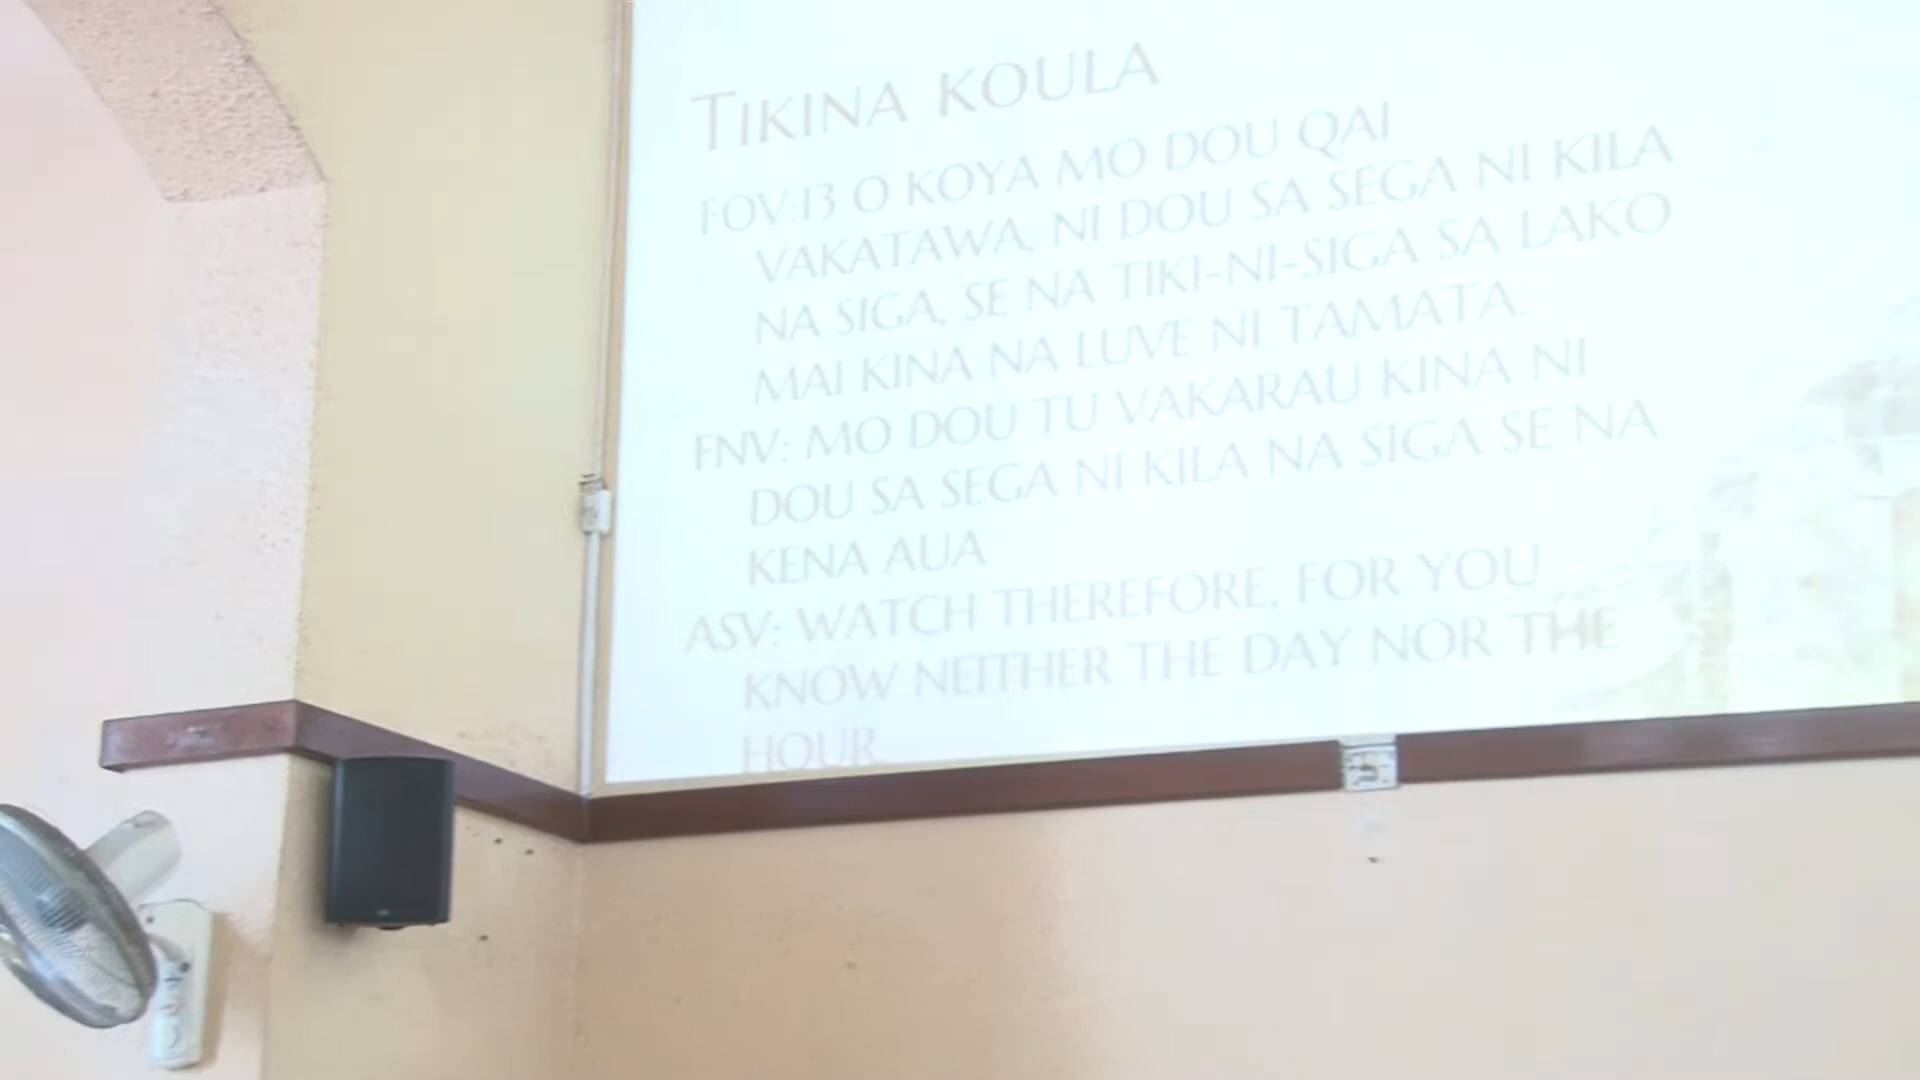 TIKINA KOULA
FOV:13 O KOYA MO DOU QAI
VAKATAWA, NI DOU SA SEGA NI KILA
NA SIGA, SE NA TIKI-NI-SIGA SA LAKO
MAI KINA NA LUVE NI TAMATA.
FNV: MO DOU TU VAKARAU KINA NI
DOU SA SEGA NI KILA NA SIGA SE NA
KENA AUA
ASV: WATCH THEREFORE, FOR YOU
KNOW NEITHER THE DAY NOR THE
HOUR.